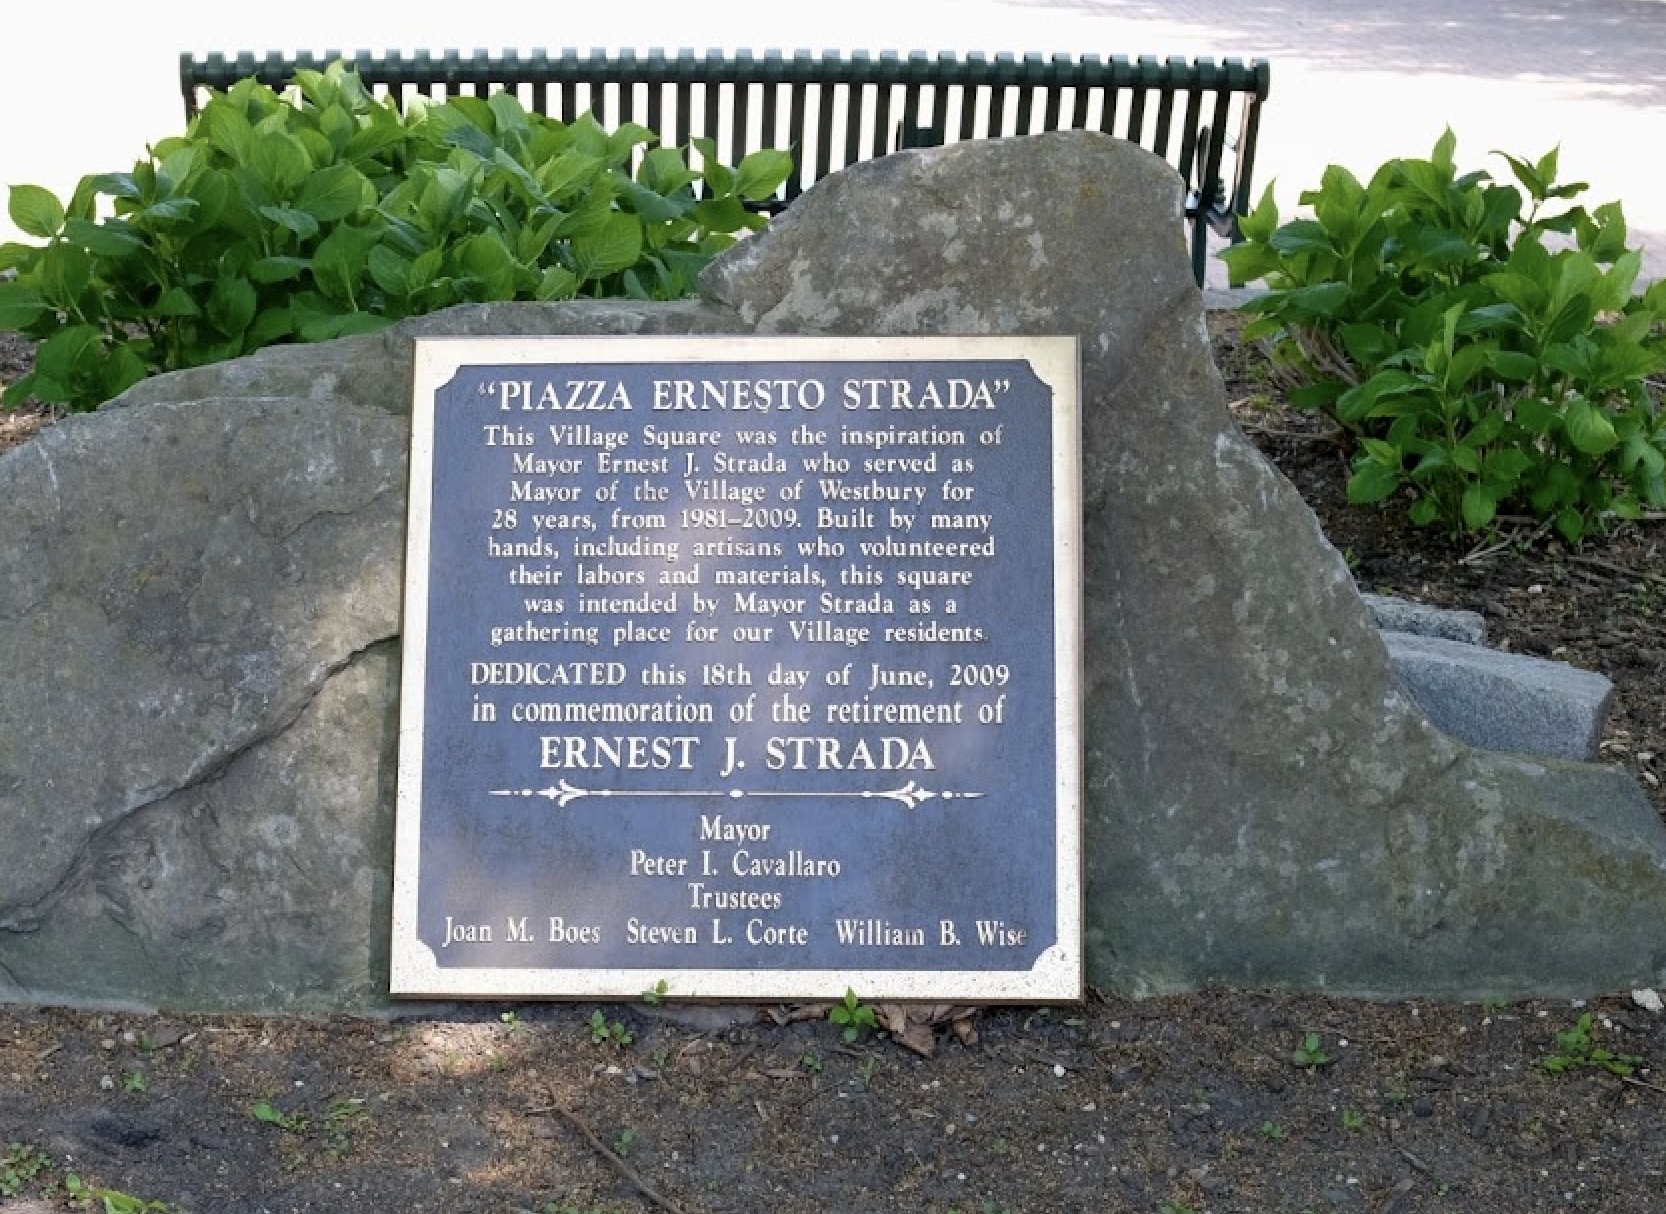 "PIAZZA ERNESTO STRADA"
This Village Square was the inspiration of
Mayor Ernest J. Strada who served as
Mayor of the Village of Westbury for
28 years, from 1981–2009. Built by many
hands, including artisans who volunteered
their labors and materials, this square
was intended by Mayor Strada as a
gathering place for our Village residents.
DEDICATED this 18th day of June, 2009
in commemoration of the retirement of
ERNEST J. STRADA
Mayor
Peter I. Cavallaro
Trustees
Joan M. Boes Steven L. Corte William B. Wise